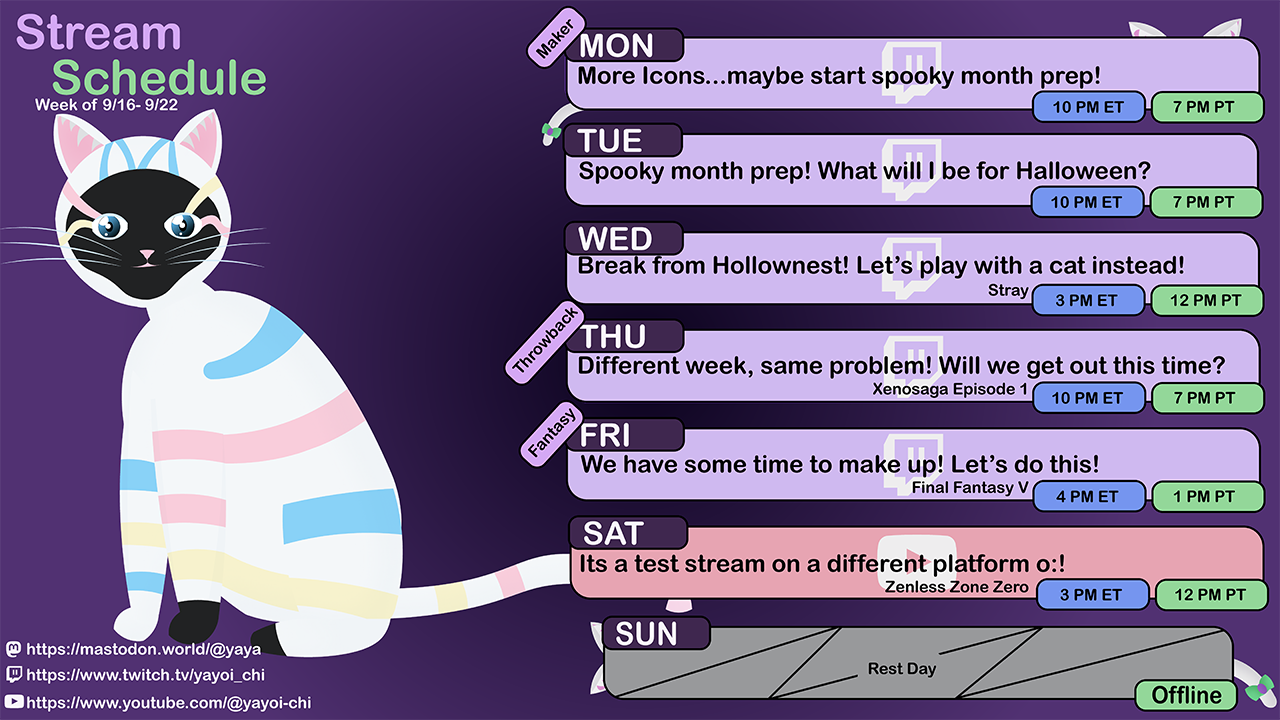 Stream
Schedule
Week of 9/16- 9/22
Maker
MON
More Icons...maybe start spooky month prep!
10 PM ET
7 PM PT
TUE
Spooky month prep! What will I be for Halloween?
10 PM ET
7 PM PT
WED
Break from Hollownest! Let's play with a cat instead!
Stray
3 PM ET
12 PM PT
Throwback
THU
Different week, same problem! Will we get out this time?
Xenosaga Episode 1
10 PM ET
7 PM PT
Fantasy
FRI
We have some time to make up! Let's do this!
Final Fantasy V
4 PM ET
1 PM PT
SAT
Its a test stream on a different platform o:!
Zenless Zone Zero
3 PM ET
12 PM PT
SUN
Rest Day
Offline
https://mastodon.world/@yaya
https://www.twitch.tv/yayoi_chi
https://www.youtube.com/@yayoi-chi